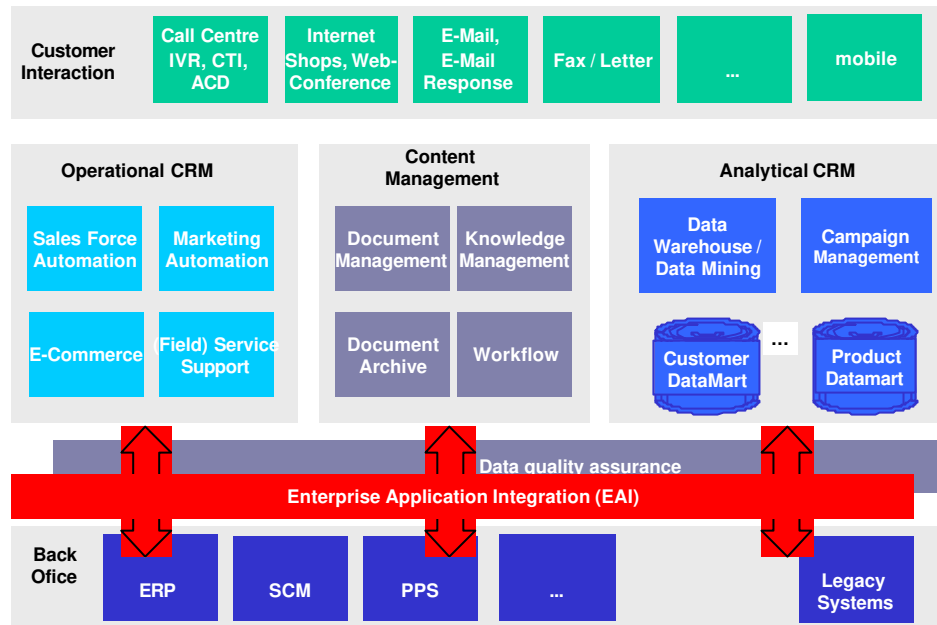 Customer
Interaction
Call Centre
IVR, CTI,
ACD
Internet
Shops, Web-
Conference
E-Mail,
E-Mail
Response
Fax / Letter
...
mobile
Operational CRM
Sales Force
Automation
Marketing
Automation
E-Commerce
(Field) Service
Support
Content
Management
Document
Management
Knowledge
Management
Document
Archive
Workflow
Analytical CRM
Data
Warehouse /
Data Mining
Campaign
Management
Customer
DataMart
...
Product
Datamart
Data quality assurance
Enterprise Application Integration (EAI)
Back
Ofice
ERP
SCM
PPS
...
Legacy
Systems